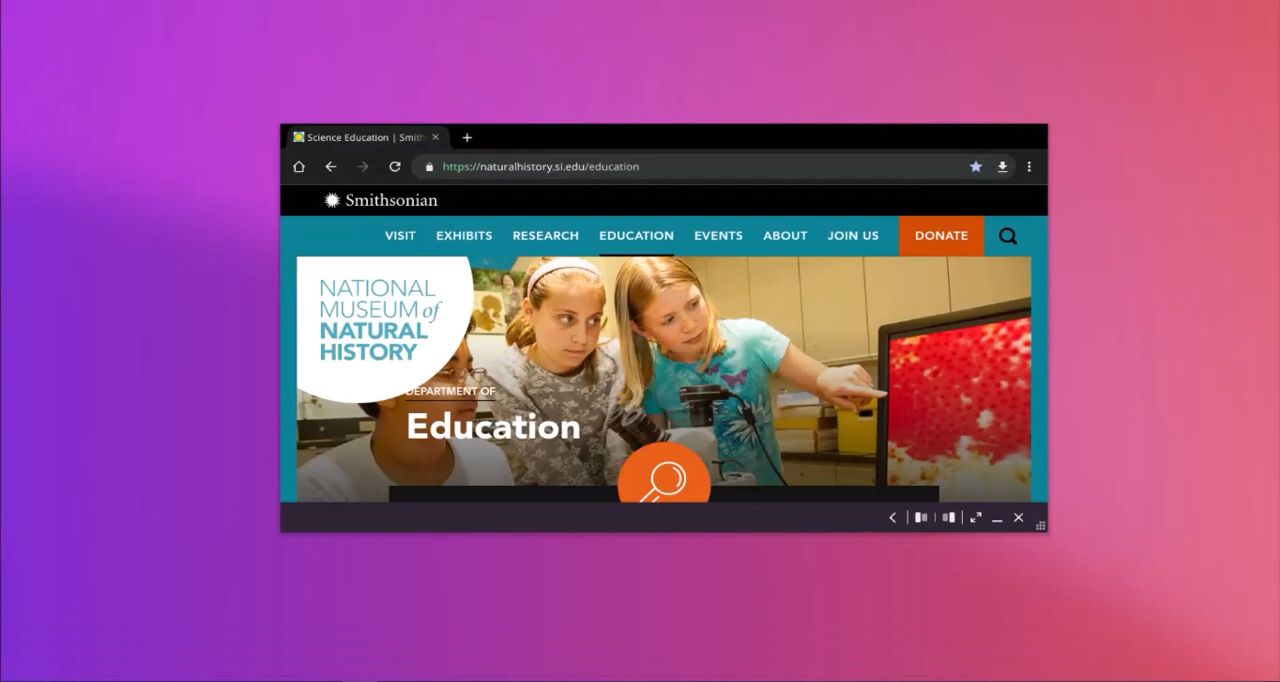 Science Education | Smith
https://naturalhistory.si.edu/education
Smithsonian
VISIT EXHIBITS RESEARCH EDUCATION EVENTS ABOUT JOIN US DONATE
NATIONAL
MUSEUM of
NATURAL
HISTORY
DEPARTMENT OF
Education